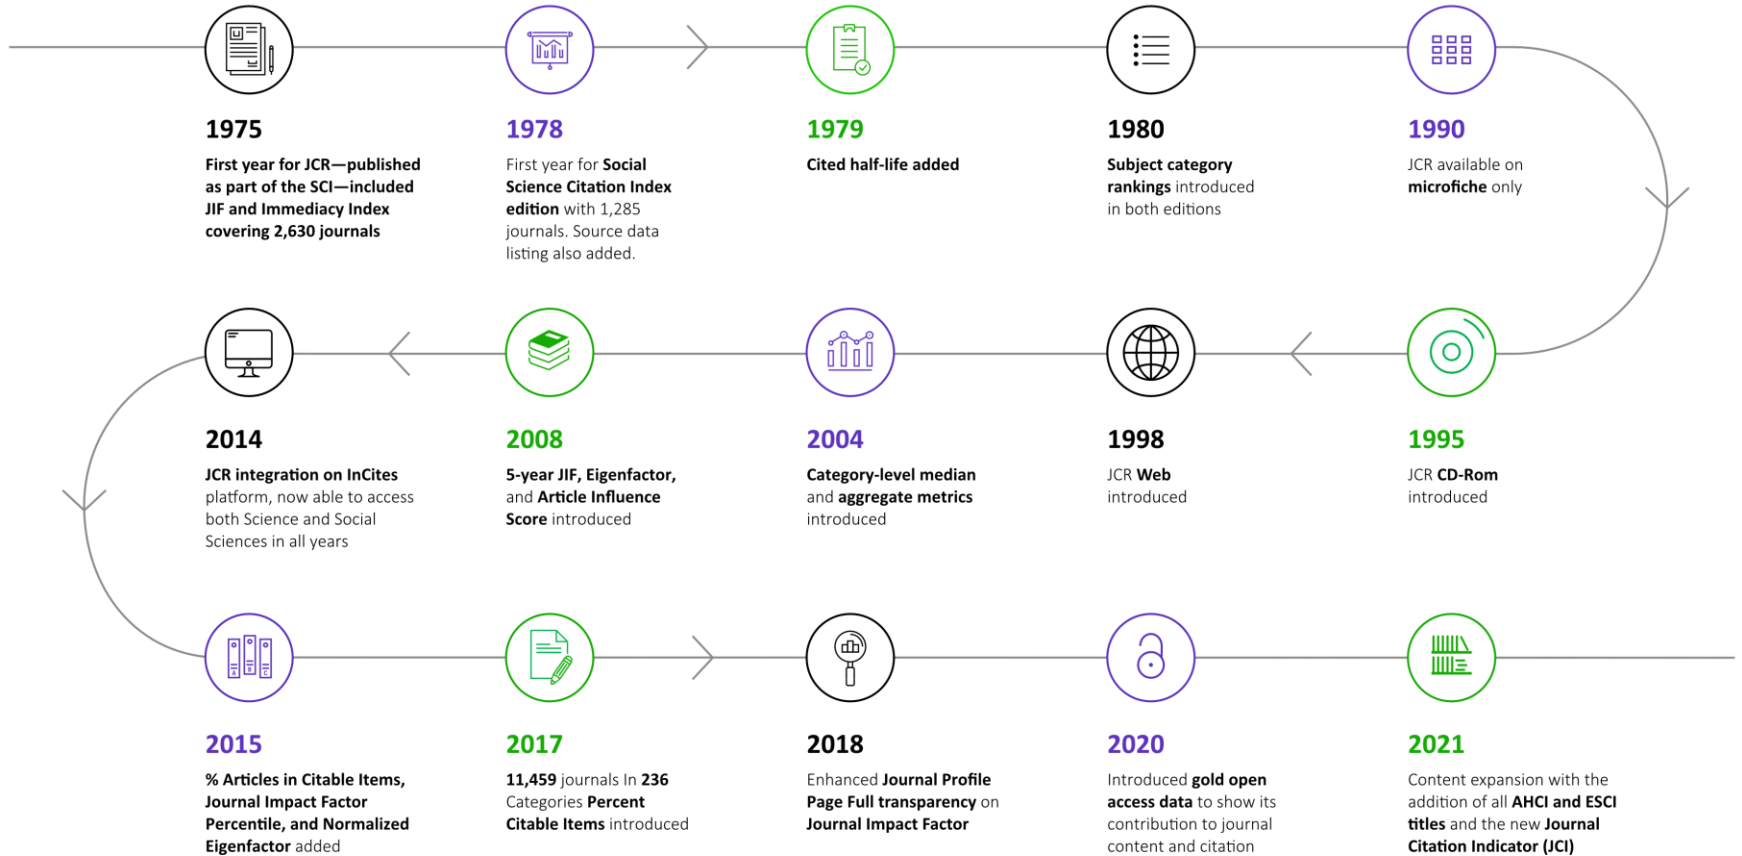 1975
First year for JCR—published
as part of the SCI—included
JIF and Immediacy Index
covering 2,630 journals
1978
First year for Social
Science Citation Index
edition with 1,285
journals. Source data
listing also added.
1979
Cited half-life added
1980
Subject category
rankings introduced
in both editions
1990
JCR available on
microfiche only
2014
JCR integration on InCites
platform, now able to access
both Science and Social
Sciences in all years
2008
5-year JIF, Eigenfactor,
and Article Influence
Score introduced
2004
Category-level median
and aggregate metrics
introduced
1998
JCR Web
introduced
1995
JCR CD-Rom
introduced
2015
% Articles in Citable Items,
Journal Impact Factor
Percentile, and Normalized
Eigenfactor added
2017
11,459 journals In 236
Categories Percent
Citable Items introduced
2018
Enhanced Journal Profile
Page Full transparency on
Journal Impact Factor
2020
Introduced gold open
access data to show its
contribution to journal
content and citation
2021
Content expansion with the
addition of all AHCI and ESCI
titles and the new Journal
Citation Indicator (JCI)